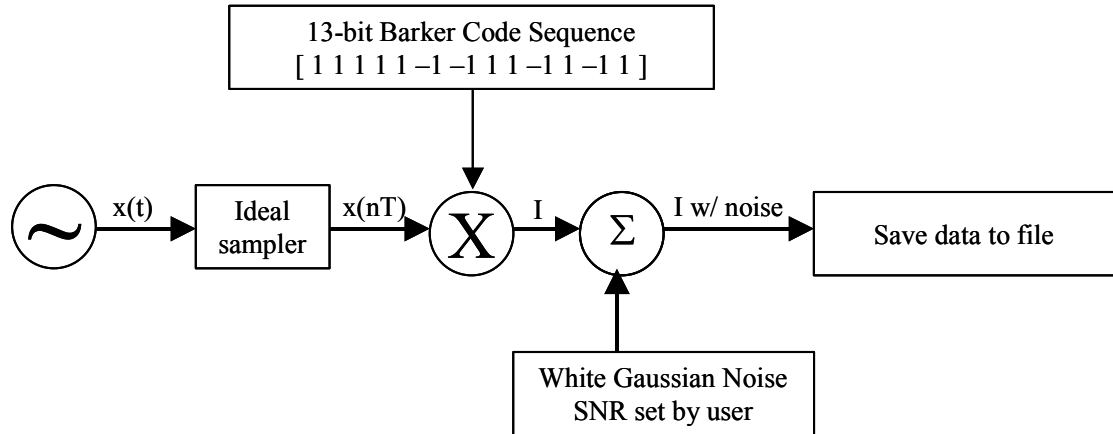 13-bit Barker Code Sequence
[ 1 1 1 1 1 –1 –1 1 1 –1 1 –1 1 ]
~
x(t)
Ideal
sampler
x(nT)
X
I
Σ
I w/ noise
Save data to file
White Gaussian Noise
SNR set by user